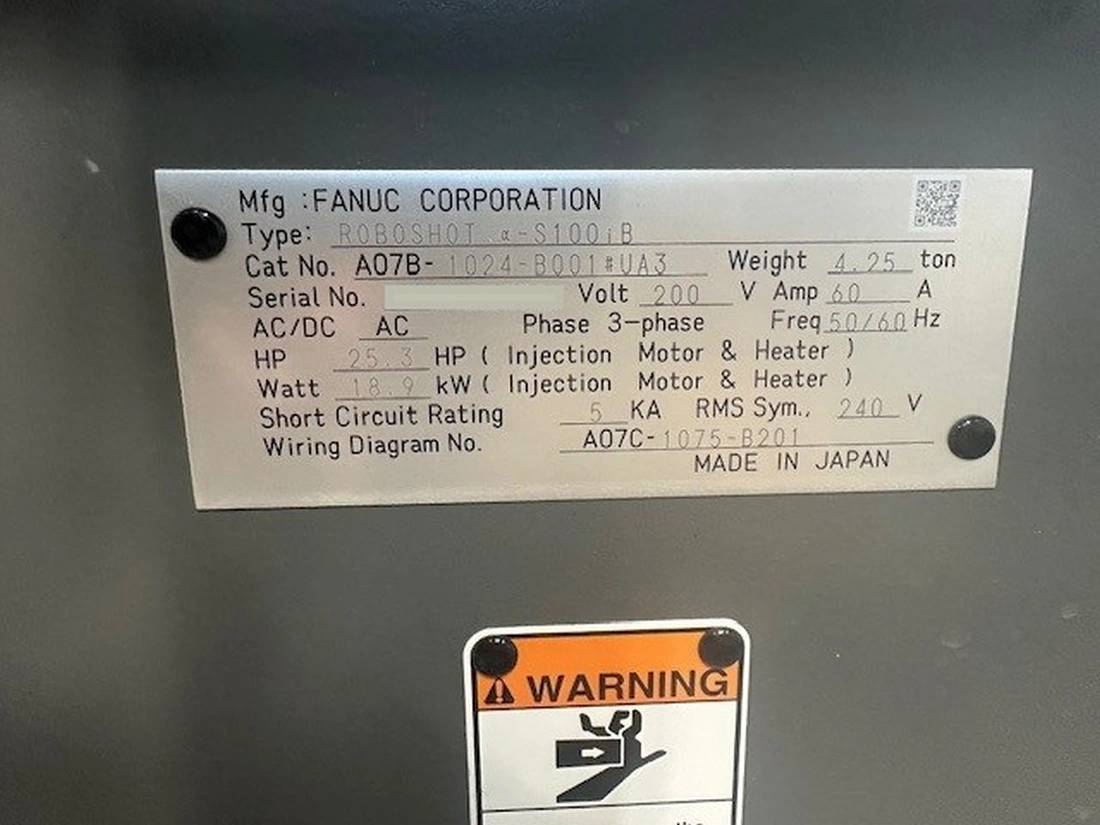 Mfg :FANUC CORPORATION
Type: ROBOSHOT α-S100iB
Cat No. A07B-1024-B001#UA3 Weight 4.25 ton
Serial No. Volt 200 V Amp 60 A
AC/DC AC Phase 3-phase Freq 50/60 Hz
HP 25.3 HP ( Injection Motor & Heater )
Watt 18.9 kW ( Injection Motor & Heater )
Short Circuit Rating 5 KA RMS Sym., 240 V
Wiring Diagram No. A07C-1075-B201
MADE IN JAPAN
WARNING